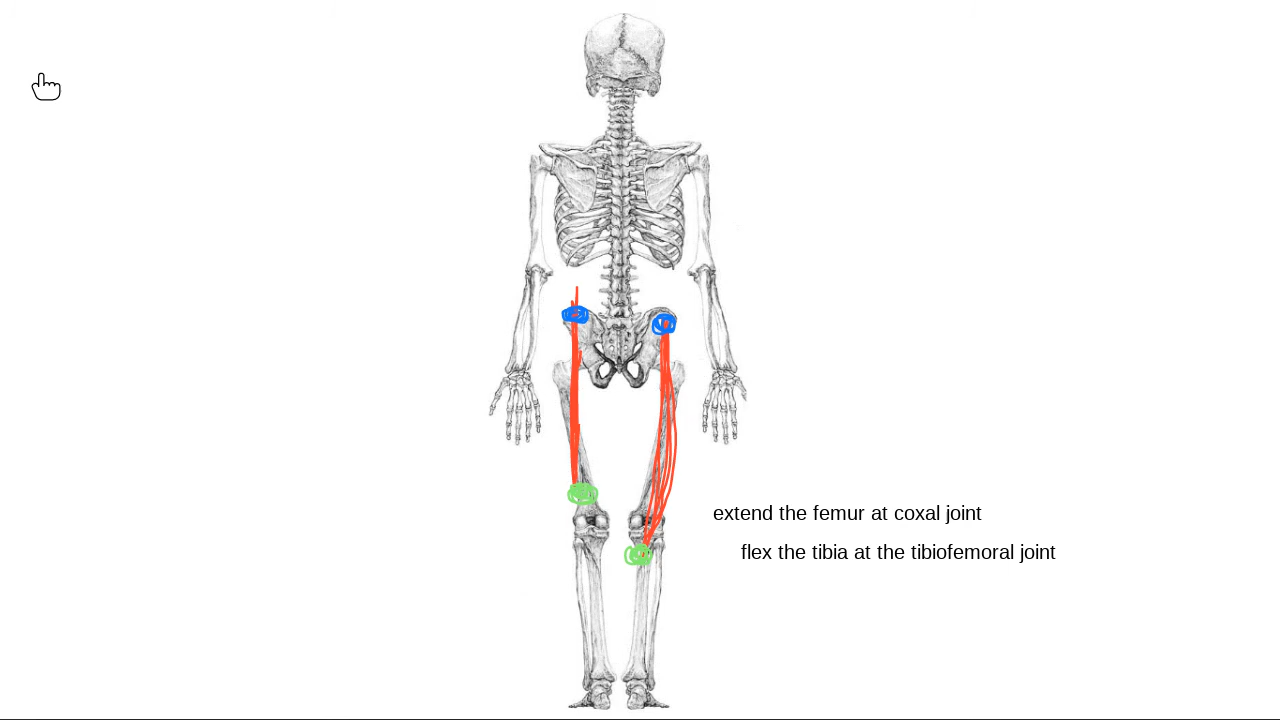 extend the femur at coxal joint
flex the tibia at the tibiofemoral joint